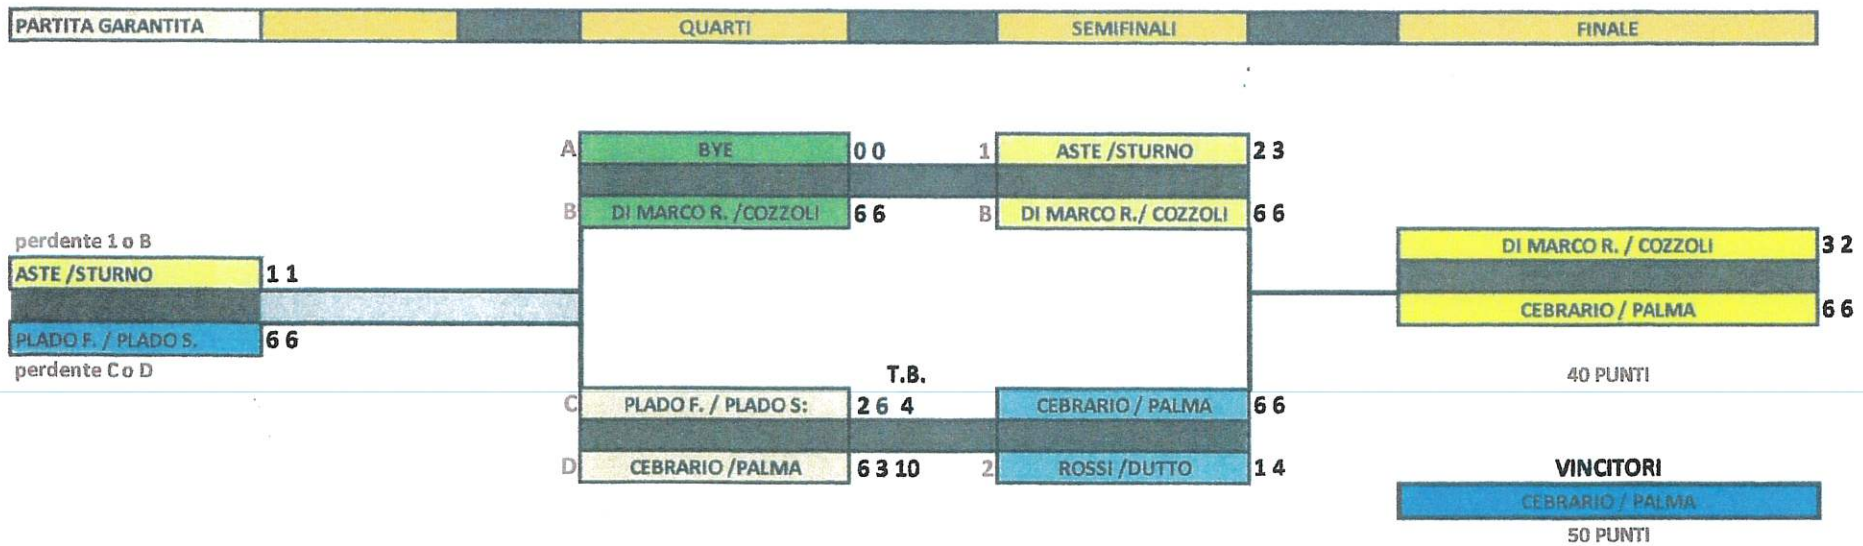 PARTITA GARANTITA QUARTI SEMIFINALI FINALE
A BYE 0 0 1 ASTE /STURNO 2 3
B DI MARCO R. /COZZOLI 6 6 B DI MARCO R./ COZZOLI 6 6
perdente 1 o B DI MARCO R. / COZZOLI 3 2
ASTE /STURNO 1 1
CEBRARIO / PALMA 6 6
PLADO F. / PLADO S. 6 6
perdente C o D T.B. 40 PUNTI
C PLADO F. / PLADO S: 2 6 4 CEBRARIO / PALMA 6 6
D CEBRARIO /PALMA 6 3 10 2 ROSSI /DUTTO 1 4 VINCITORI
CEBRARIO / PALMA
50 PUNTI